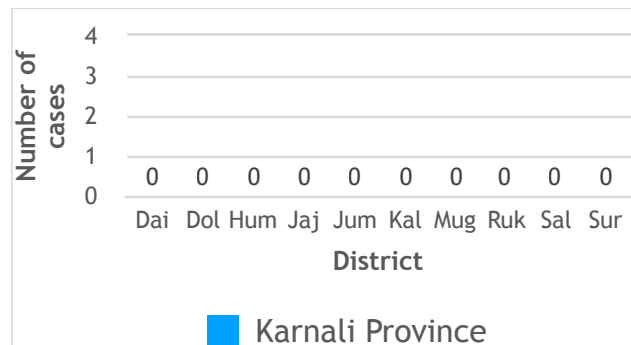 Number of
cases
4
3
2
1
0
0 0 0 0 0 0 0 0 0 0
Dai Dol Hum Jaj Jum Kal Mug Ruk Sal Sur
District
Karnali Province